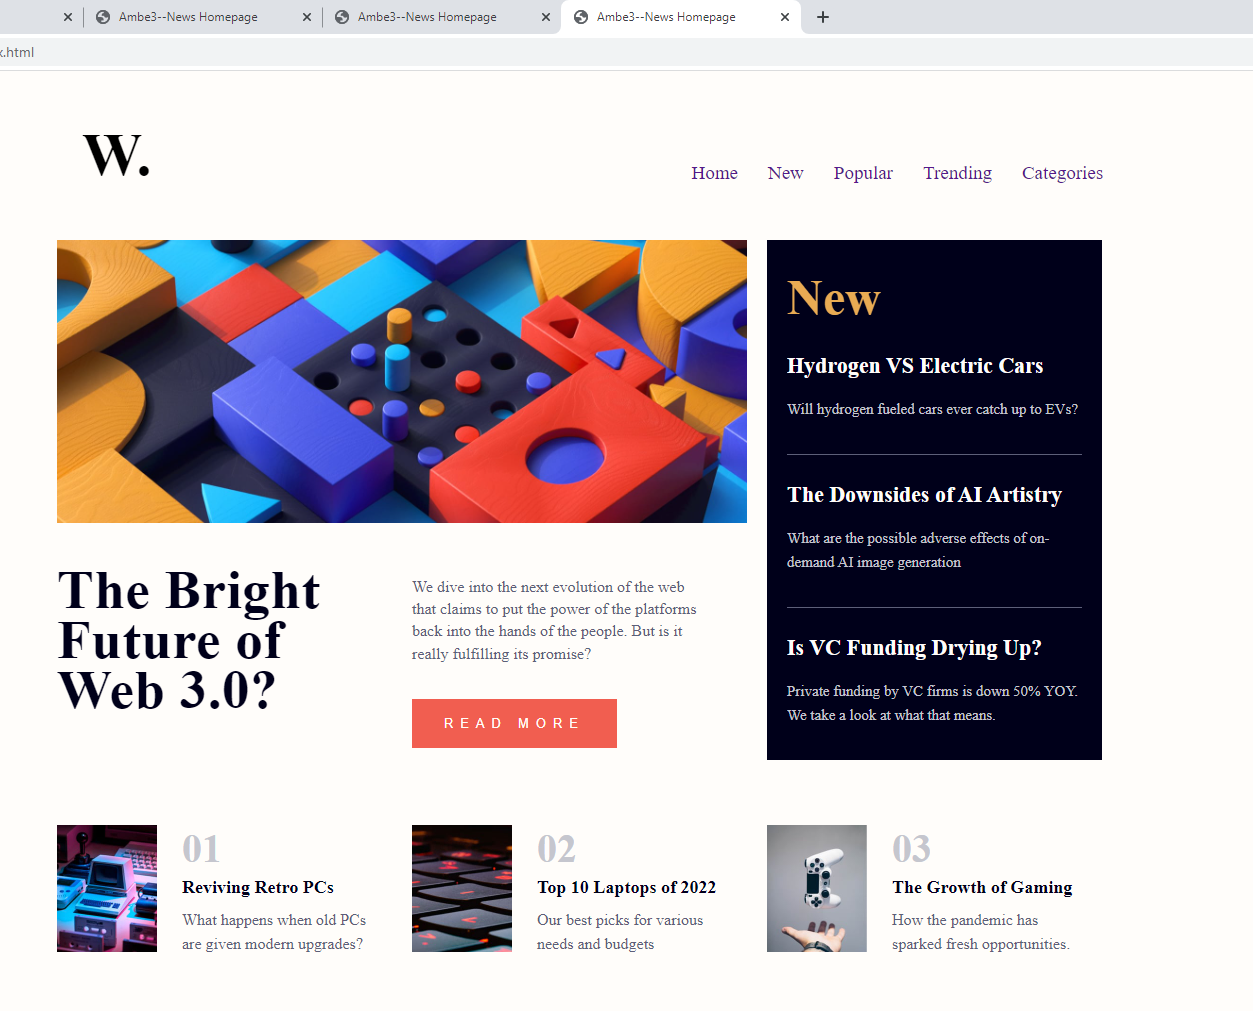 Ambe3--News Homepage
Ambe3--News Homepage
Ambe3--News Homepage
x.html
W.
Home New Popular Trending Categories
New
Hydrogen VS Electric Cars
Will hydrogen fueled cars ever catch up to EVs?
The Downsides of AI Artistry
What are the possible adverse effects of on-
demand AI image generation
Is VC Funding Drying Up?
Private funding by VC firms is down 50% YOY.
We take a look at what that means.
The Bright
Future of
Web 3.0?
We dive into the next evolution of the web
that claims to put the power of the platforms
back into the hands of the people. But is it
really fulfilling its promise?
READ MORE
01
Reviving Retro PCs
What happens when old PCs
are given modern upgrades?
02
Top 10 Laptops of 2022
Our best picks for various
needs and budgets
03
The Growth of Gaming
How the pandemic has
sparked fresh opportunities.